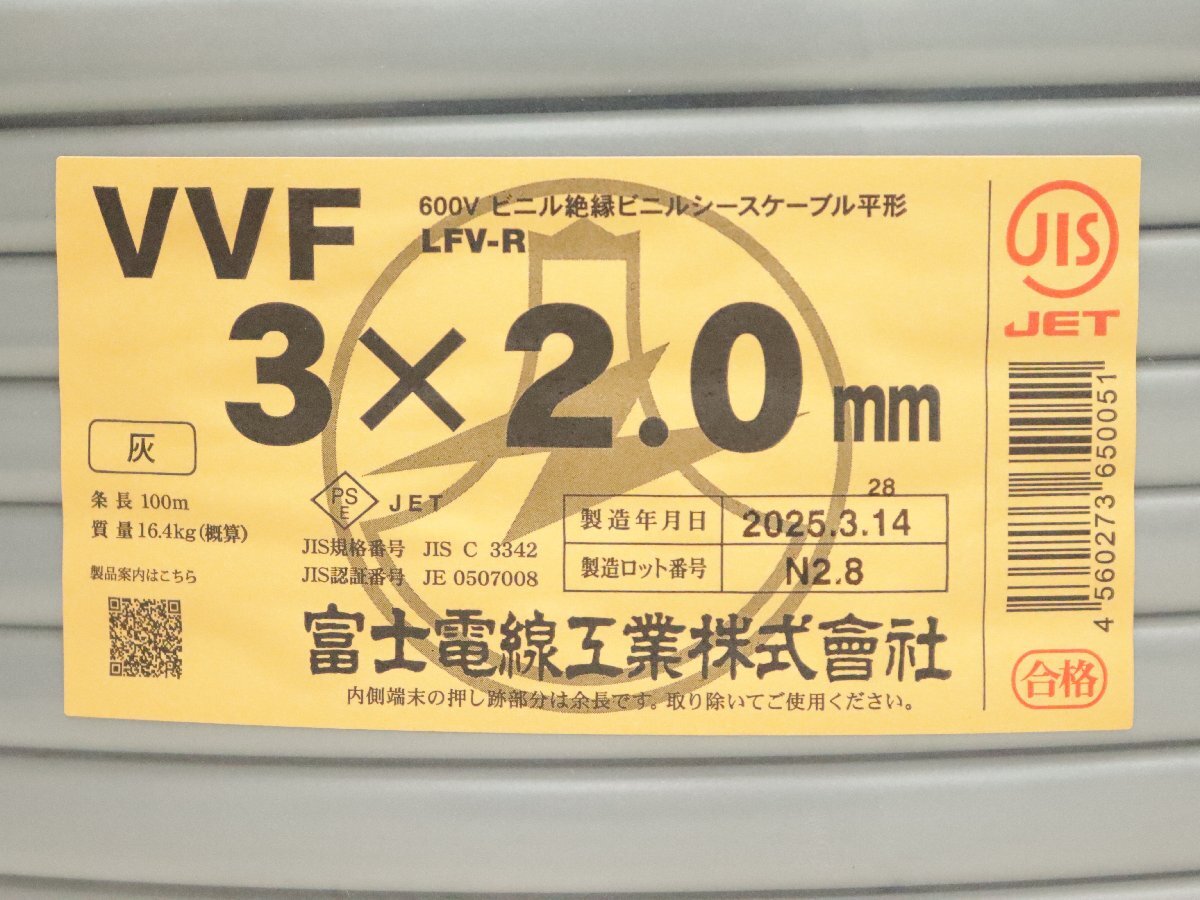 VVF
600V ビニル絶縁ビニルシースケーブル平形
LFV-R
3×2.0mm
灰
条長 100m
質量 16.4kg(概算)
製品案内はこちら
PS
E
JET
JIS規格番号 JIS C 3342
JIS認証番号 JE 0507008
28
製造年月日 2025.3.14
製造ロット番号 N2.8
富士電線工業株式會社
内側端末の押し跡部分は余長です。取り除いてご使用ください。
JIS
JET
4 560273 650051
合格